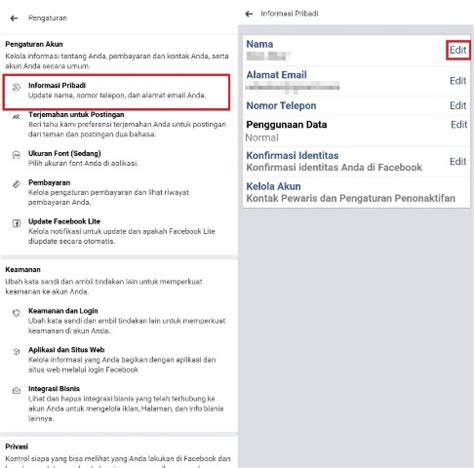 Pengaturan
Pengaturan Akun
Kelola informasi tentang Anda, pembayaran dan kontak Anda, serta
akun Anda secara umum.
Informasi Pribadi
Update nama, nomor telepon, dan alamat email Anda.
Terjemahan untuk Postingan
Beri tahu kami preferensi terjemahan Anda untuk postingan
dari teman dan postingan dua bahasa.
Ukuran Font (Sedang)
Pilih ukuran font Anda di aplikasi.
Pembayaran
Kelola pengaturan pembayaran dan lihat riwayat
pembayaran Anda.
Update Facebook Lite
Kelola notifikasi untuk update dan apakah Facebook Lite
diupdate secara otomatis.
Keamanan
Ubah kata sandi dan ambil tindakan lain untuk memperkuat
keamanan ke akun Anda.
Keamanan dan Login
Ubah kata sandi dan ambil tindakan lain untuk memperkuat
keamanan di akun Anda.
Aplikasi dan Situs Web
Kelola informasi yang Anda bagikan dengan aplikasi dan
situs web melalui login Facebook
Integrasi Bisnis
Lihat dan hapus integrasi bisnis yang telah terhubung ke
akun Anda untuk mengelola iklan, Halaman, dan info bisnis
lainnya.
Privasi
Kontrol siapa yang bisa melihat yang Anda lakukan di Facebook dan
Informasi Pribadi
Nama
Edit
Alamat Email
Edit
Nomor Telepon
Edit
Penggunaan Data
Normal
Edit
Konfirmasi Identitas
Edit
Konfirmasi identitas Anda di Facebook
Kelola Akun
Kontak Pewaris dan Pengaturan Penonaktifan